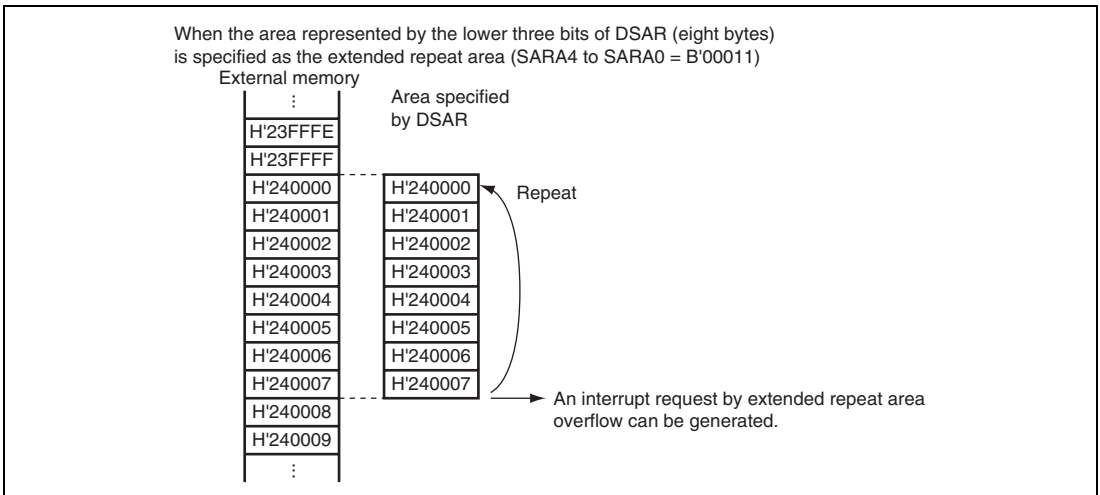 When the area represented by the lower three bits of DSAR (eight bytes)
is specified as the extended repeat area (SARA4 to SARA0 = B'00011)
External memory
Area specified
by DSAR
⋮
H'23FFFE
H'23FFFF
H'240000
H'240001
H'240002
H'240003
H'240004
H'240005
H'240006
H'240007
H'240008
H'240009
⋮
H'240000
H'240001
H'240002
H'240003
H'240004
H'240005
H'240006
H'240007
Repeat
An interrupt request by extended repeat area
overflow can be generated.